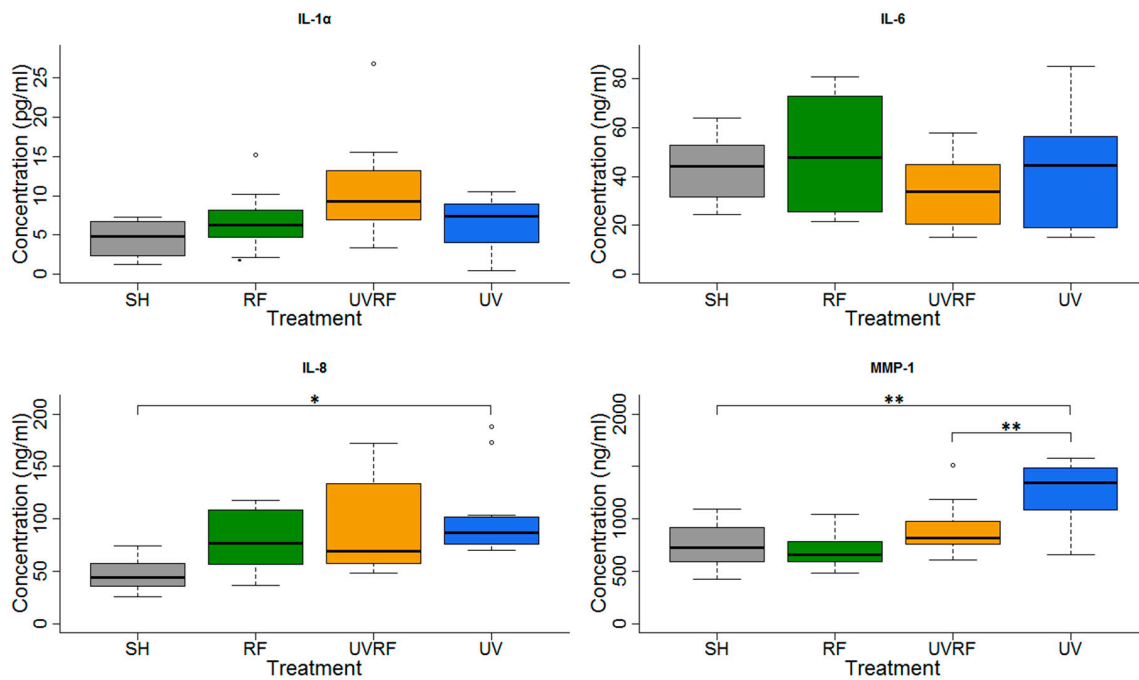 IL-1α
Concentration (pg/ml)
25
20
15
10
5
0
SH RF UVRF UV
Treatment
IL-6
Concentration (ng/ml)
80
60
40
20
0
SH RF UVRF UV
Treatment
IL-8
Concentration (ng/ml)
200
150
100
50
0
*
SH RF UVRF UV
Treatment
MMP-1
Concentration (ng/ml)
2000
1000
500
0
**
**
SH RF UVRF UV
Treatment